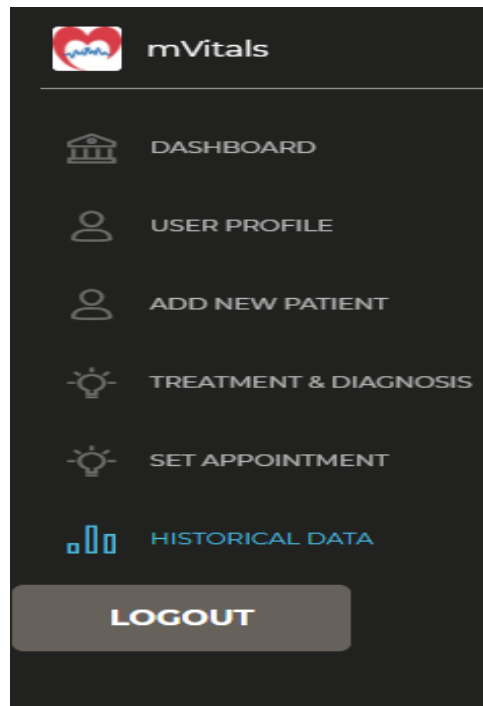 mVitals
DASHBOARD
USER PROFILE
ADD NEW PATIENT
TREATMENT & DIAGNOSIS
SET APPOINTMENT
HISTORICAL DATA
LOGOUT